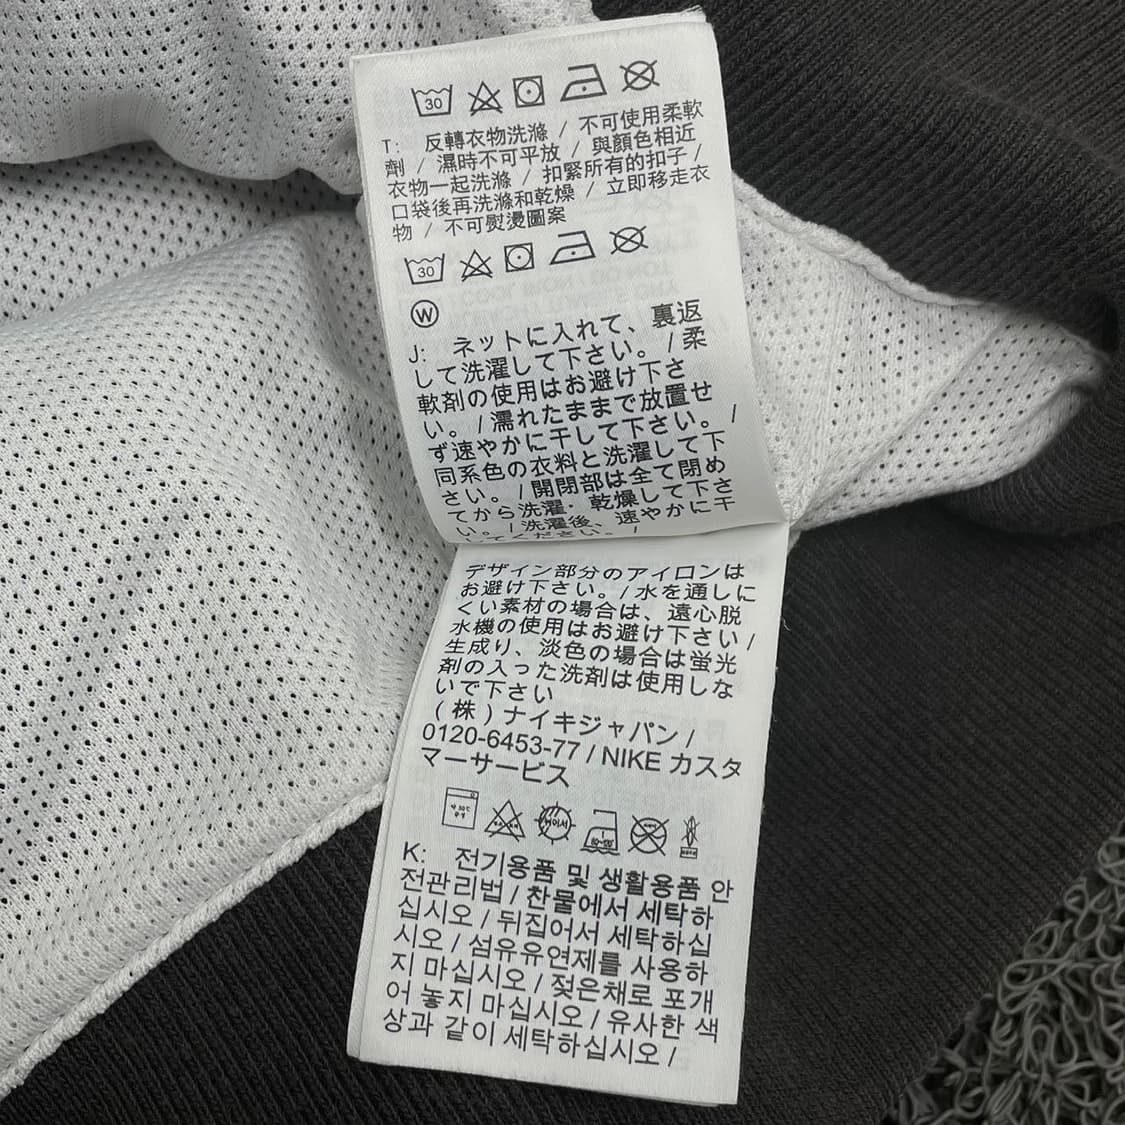 30
T: 反轉衣物洗滌 / 不可使用柔軟
劑 / 濕時不可平放 / 與顏色相近
衣物一起洗滌 / 扣緊所有的扣子 /
口袋後再洗滌和乾燥 / 立即移走衣
物 / 不可熨燙圖案
30
W
J: ネットに入れて、裏返
して洗濯して下さい。/ 柔
軟剤の使用はお避け下さ
い。/ 濡れたままで放置せ
ず速やかに干して下さい。/
同系色の衣料と洗濯して下
さい。/ 開閉部は全て閉め
てから洗濯・乾燥して下さ
い。/ 洗濯後、速やかに干
してください。/
デザイン部分のアイロンは
お避け下さい。/ 水を通しに
くい素材の場合は、遠心脱
水機の使用はお避け下さい /
生成り、淡色の場合は蛍光
剤の入った洗剤は使用しな
いで下さい
(株) ナイキジャパン /
0120-6453-77 / NIKE カスタ
マーサービス
K: 전기용품 및 생활용품 안
전관리법 / 찬물에서 세탁하
십시오 / 뒤집어서 세탁하십
시오 / 섬유유연제를 사용하
지 마십시오 / 젖은채로 포개
어 놓지 마십시오 / 유사한 색
상과 같이 세탁하십시오 /